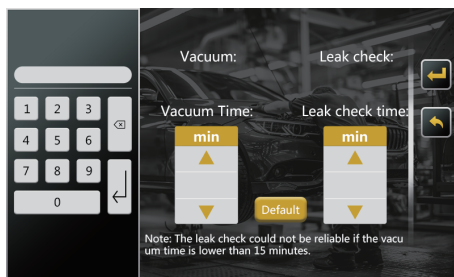 1 2 3
4 5 6
7 8 9
0
Vacuum:
Leak check:
Vacuum Time:
Leak check time:
min
min
Default
Note: The leak check could not be reliable if the vacu
um time is lower than 15 minutes.